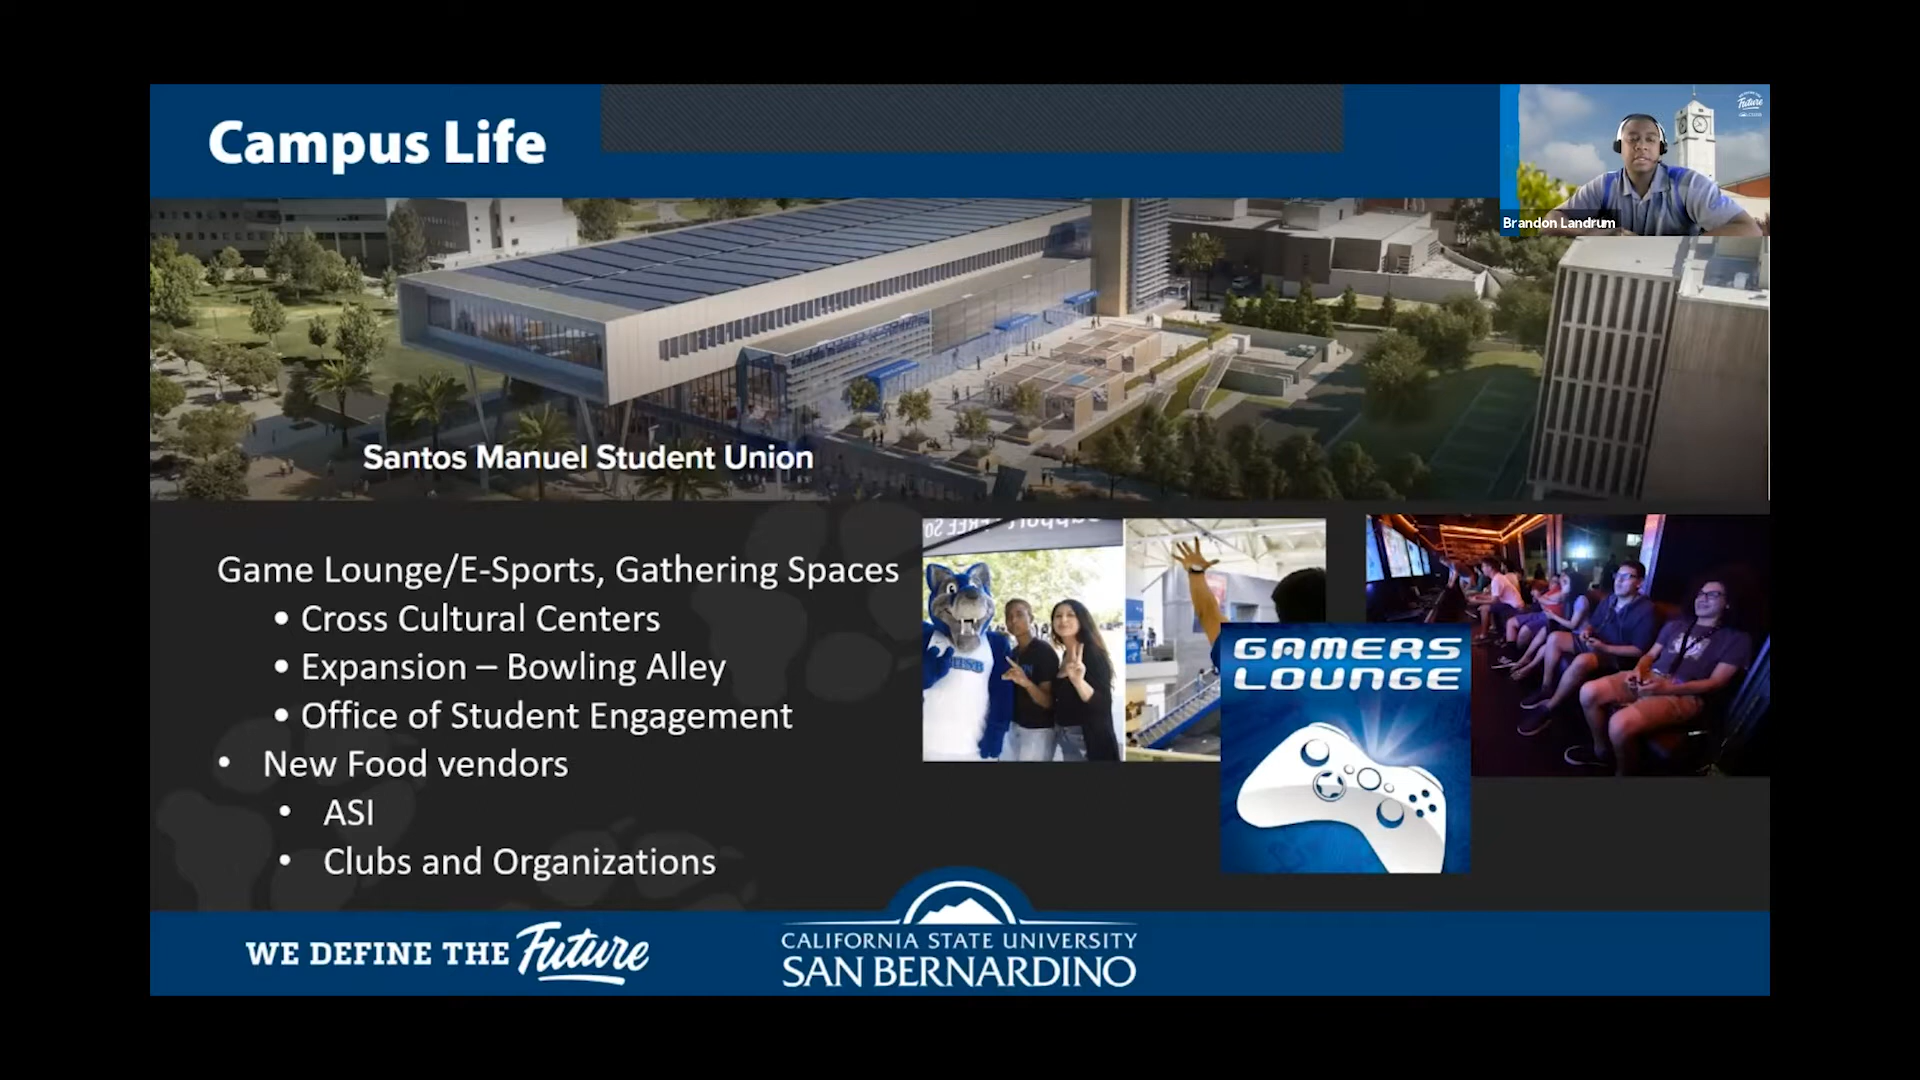 Campus Life
Future
Brandon Landrum
Santos Manuel Student Union
Game Lounge/E-Sports, Gathering Spaces
• Cross Cultural Centers
• Expansion – Bowling Alley
• Office of Student Engagement
• New Food vendors
• ASI
• Clubs and Organizations
GAMERS
LOUNGE
WE DEFINE THE Future
CALIFORNIA STATE UNIVERSITY
SAN BERNARDINO